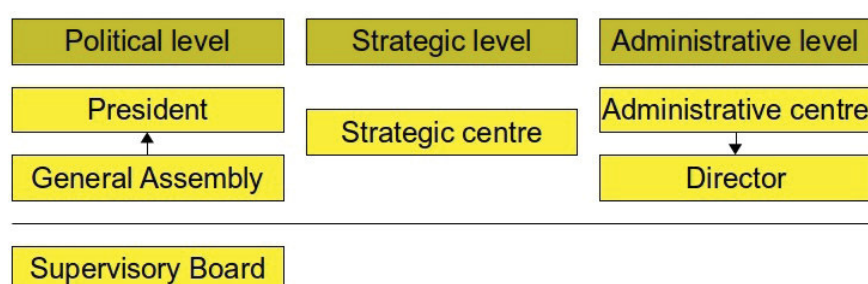 Political level
Strategic level
Administrative level
President
Strategic centre
Administrative centre
General Assembly
Director
Supervisory Board